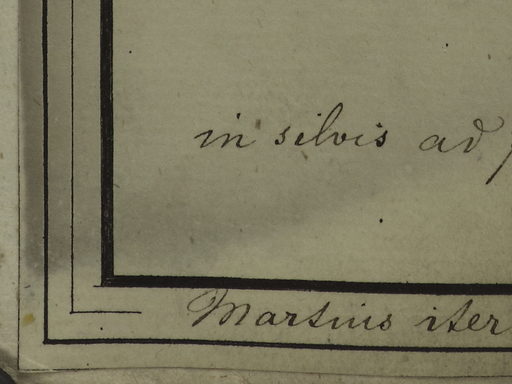 in silvis ad
Martius iter